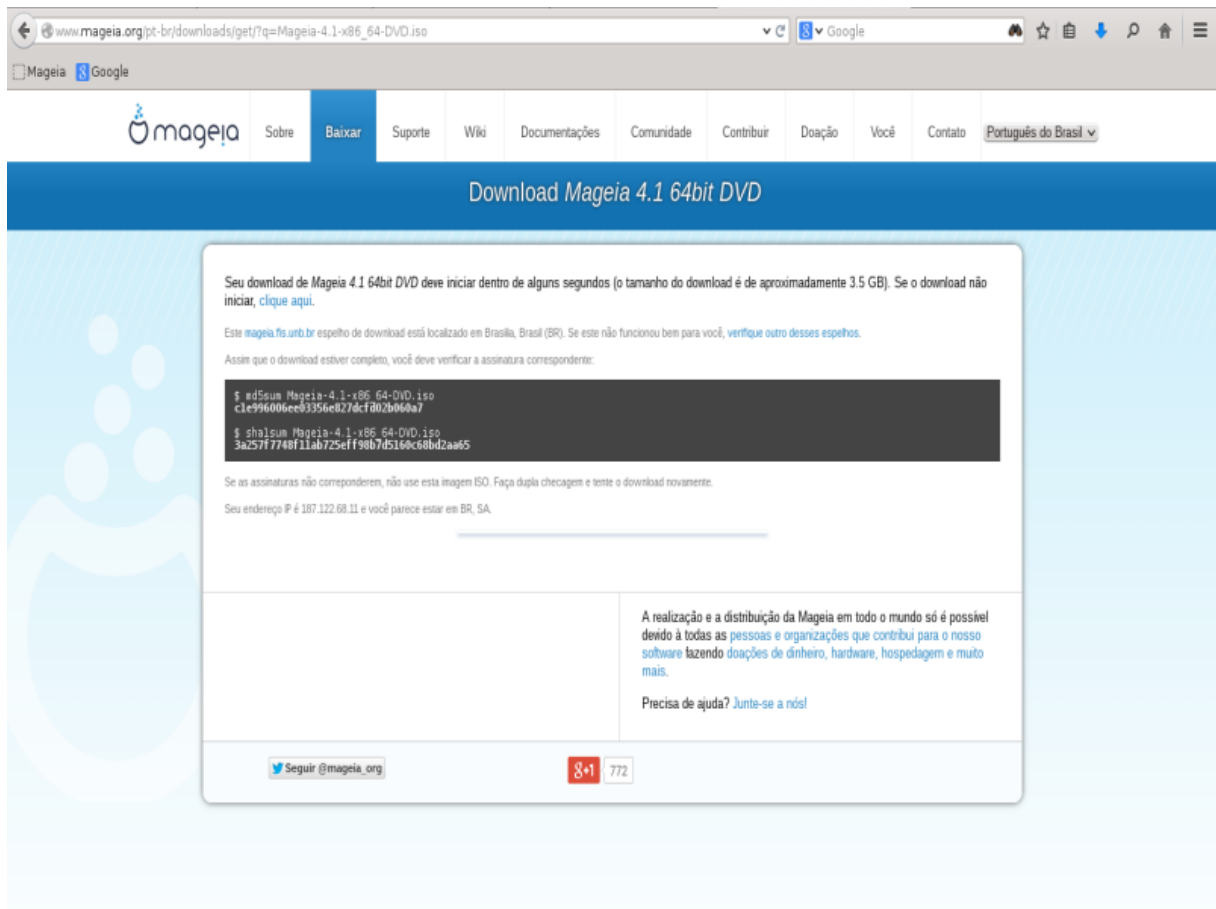 www.mageia.org/pt-br/downloads/get/?q=Mageia-4.1-x86_64-DVD.iso
Google
Mageia
Google
mageia
Sobre
Baixar
Suporte
Wiki
Documentações
Comunidade
Contribuir
Doação
Você
Contato
Português do Brasil
Download Mageia 4.1 64bit DVD
Seu download de Mageia 4.1 64bit DVD deve iniciar dentro de alguns segundos (o tamanho do download é de aproximadamente 3.5 GB). Se o download não
iniciar, clique aqui.
Este mageia.fis.unb.br espelho de download está localizado em Brasilia, Brasil (BR). Se este não funcionou bem para você, verifique outro desses espelhos.
Assim que o download estiver completo, você deve verificar a assinatura correspondente:
$ md5sum Mageia-4.1-x86_64-DVD.iso
c1e996006ee03356e827dcfd02b060a7
$ sha1sum Mageia-4.1-x86_64-DVD.iso
3a257f7748f11ab725eff98b7d5160c68bd2aa65
Se as assinaturas não correponderem, não use esta imagem ISO. Faça dupla checagem e tente o download novamente.
Seu endereço IP é 187.122.68.11 e você parece estar em BR, SA.
A realização e a distribuição da Mageia em todo o mundo só é possível
devido à todas as pessoas e organizações que contribui para o nosso
software fazendo doações de dinheiro, hardware, hospedagem e muito
mais.
Precisa de ajuda? Junte-se a nós!
Seguir @mageia_org
g+1
772